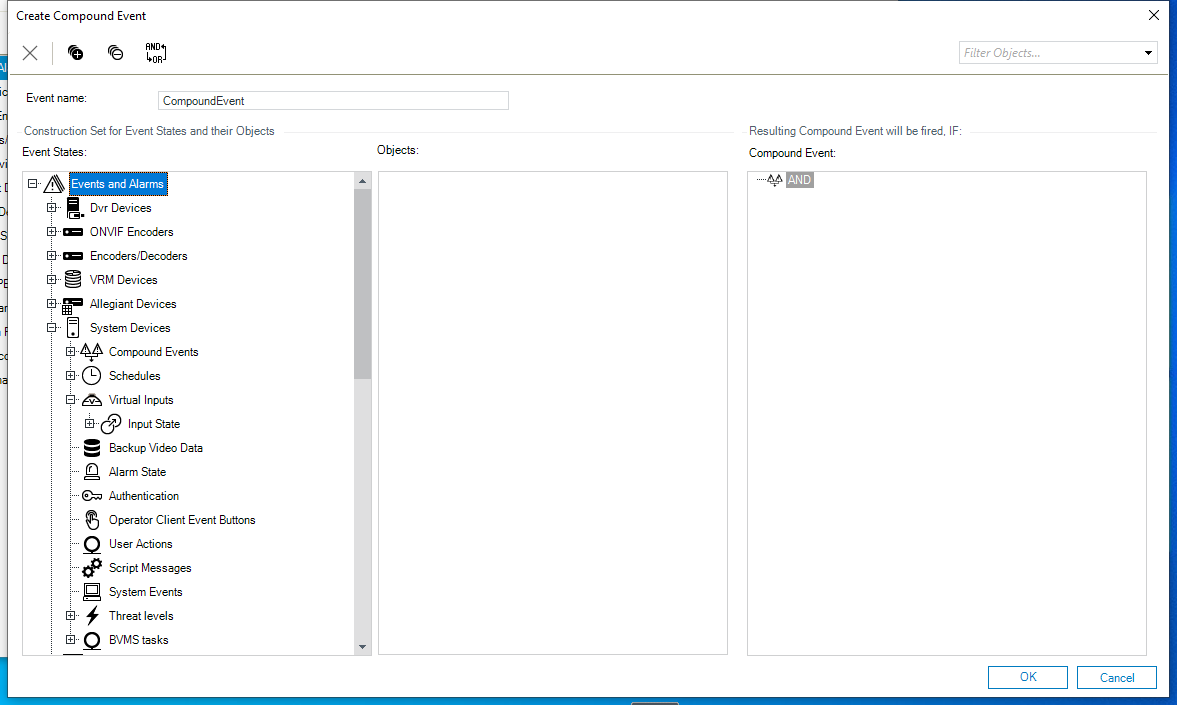 Create Compound Event
AND
OR
Filter Objects...
Event name:
CompoundEvent
Construction Set for Event States and their Objects
Resulting Compound Event will be fired, IF:
Event States:
Objects:
Compound Event:
Events and Alarms
AND
Dvr Devices
ONVIF Encoders
Encoders/Decoders
VRM Devices
Allegiant Devices
System Devices
Compound Events
Schedules
Virtual Inputs
Input State
Backup Video Data
Alarm State
Authentication
Operator Client Event Buttons
User Actions
Script Messages
System Events
Threat levels
BVMS tasks
OK
Cancel